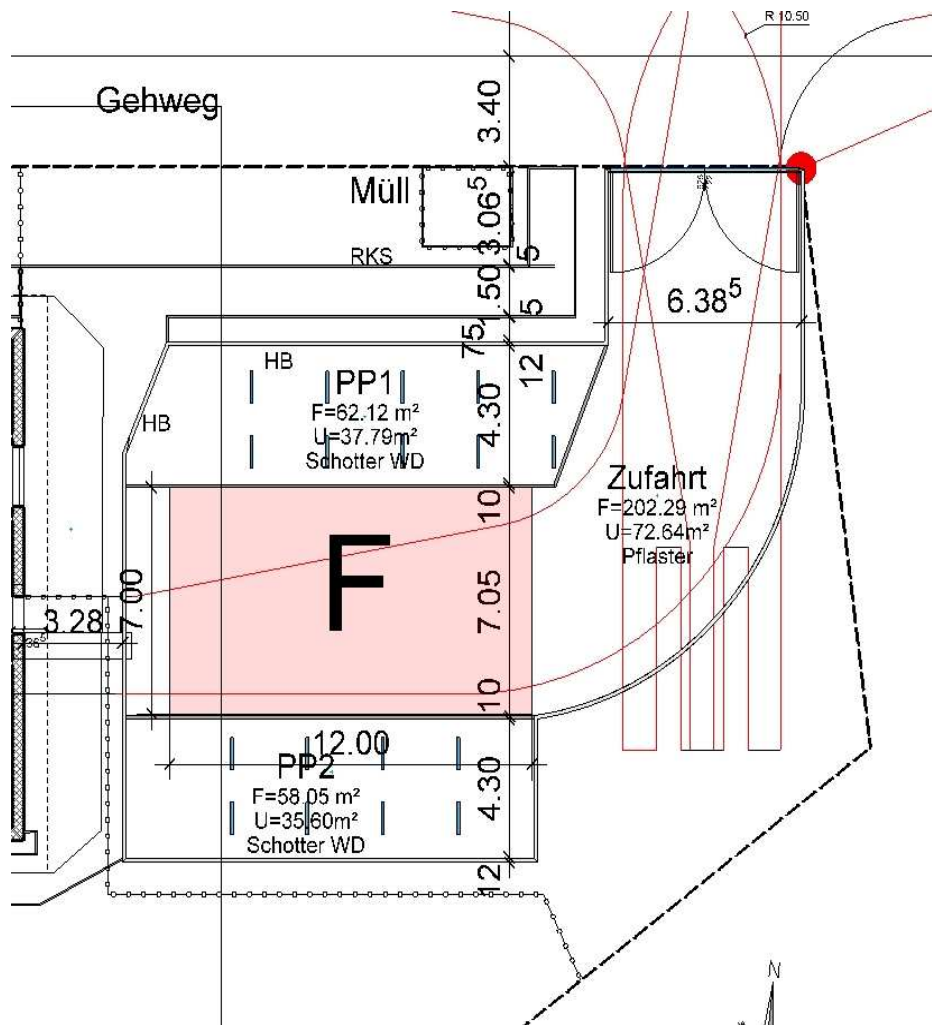 R 10.50
Gehweg
3.40
Müll
3.06⁵
RKS
5
1.50
5
6.38⁵
75
HB
12
PP1
F=62.12 m²
U=37.79m²
Schotter WD
4.30
HB
Zufahrt
F=202.29 m²
U=72.64m²
Pflaster
10
F
7.00
7.05
3.28
36⁵
10
12.00
PP2
F=58.05 m²
U=35.60m²
Schotter WD
4.30
12
N